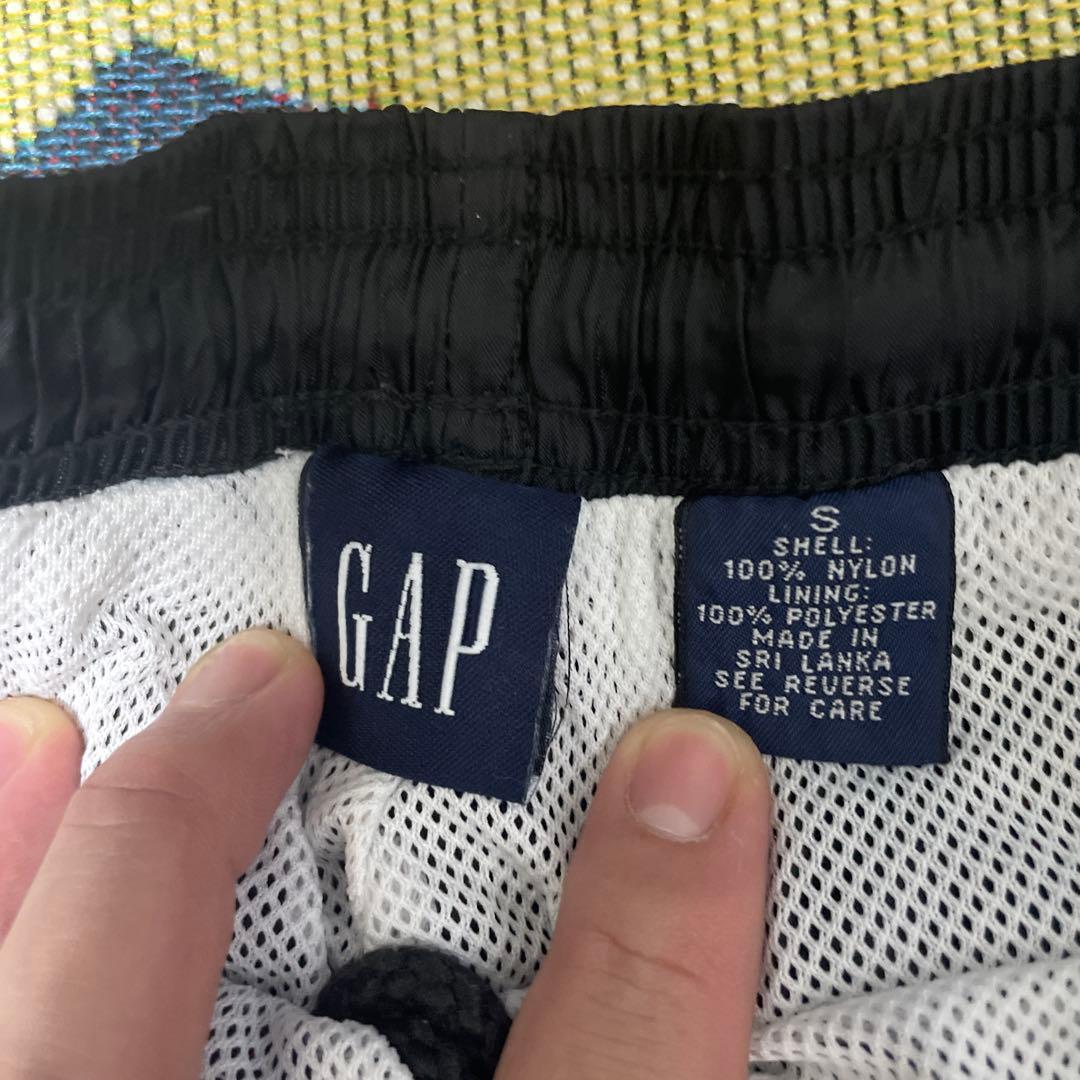 GAP
S
SHELL:
100% NYLON
LINING:
100% POLYESTER
MADE IN
SRI LANKA
SEE REVERSE
FOR CARE